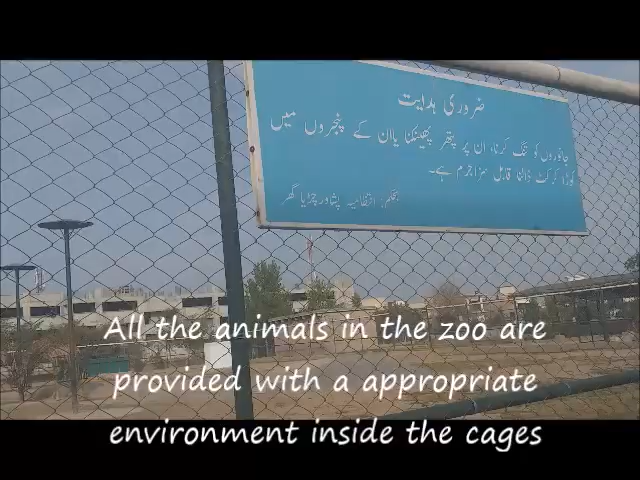 ضروری ہدایت
جانوروں کو تنگ کرنا، ان پر پتھر پھینکنا یا ان کے پنجروں میں
کوڑا کرکٹ ڈالنا قابل سزا جرم ہے۔
بحکم: انتظامیہ پشاور چڑیا گھر
All the animals in the zoo are
provided with a appropriate
environment inside the cages